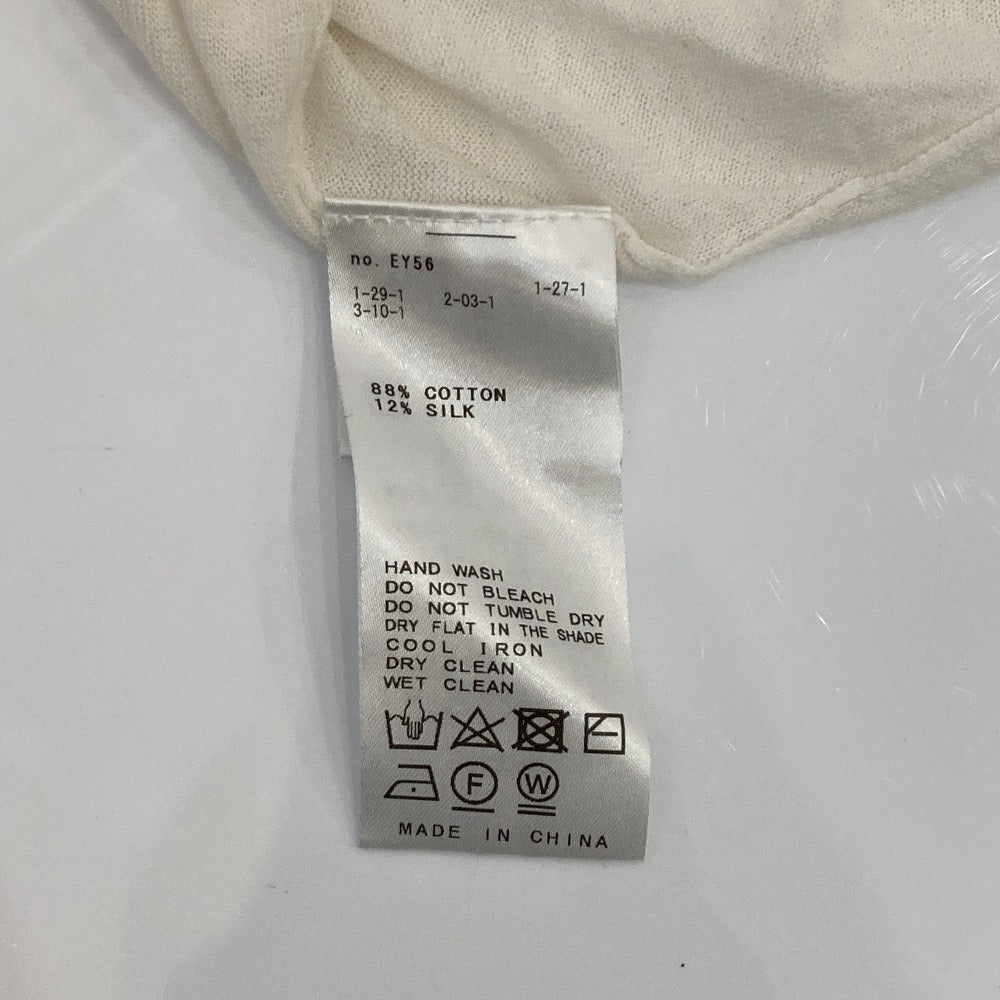 no. EY56
1-29-1 2-03-1 1-27-1
3-10-1
88% COTTON
12% SILK
HAND WASH
DO NOT BLEACH
DO NOT TUMBLE DRY
DRY FLAT IN THE SHADE
COOL IRON
DRY CLEAN
WET CLEAN
F W
MADE IN CHINA